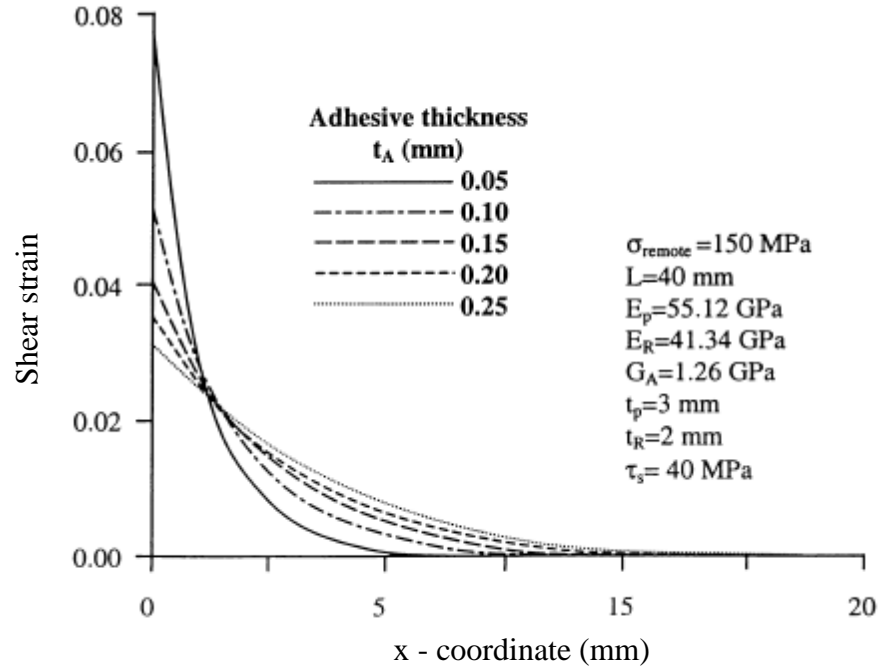 0.08
0.06
0.04
0.02
0.00
Shear strain
Adhesive thickness
t_A (mm)
0.05
0.10
0.15
0.20
0.25
σ_remote =150 MPa
L=40 mm
E_p=55.12 GPa
E_R=41.34 GPa
G_A=1.26 GPa
t_p=3 mm
t_R=2 mm
τ_s= 40 MPa
0 5 15 20
x - coordinate (mm)